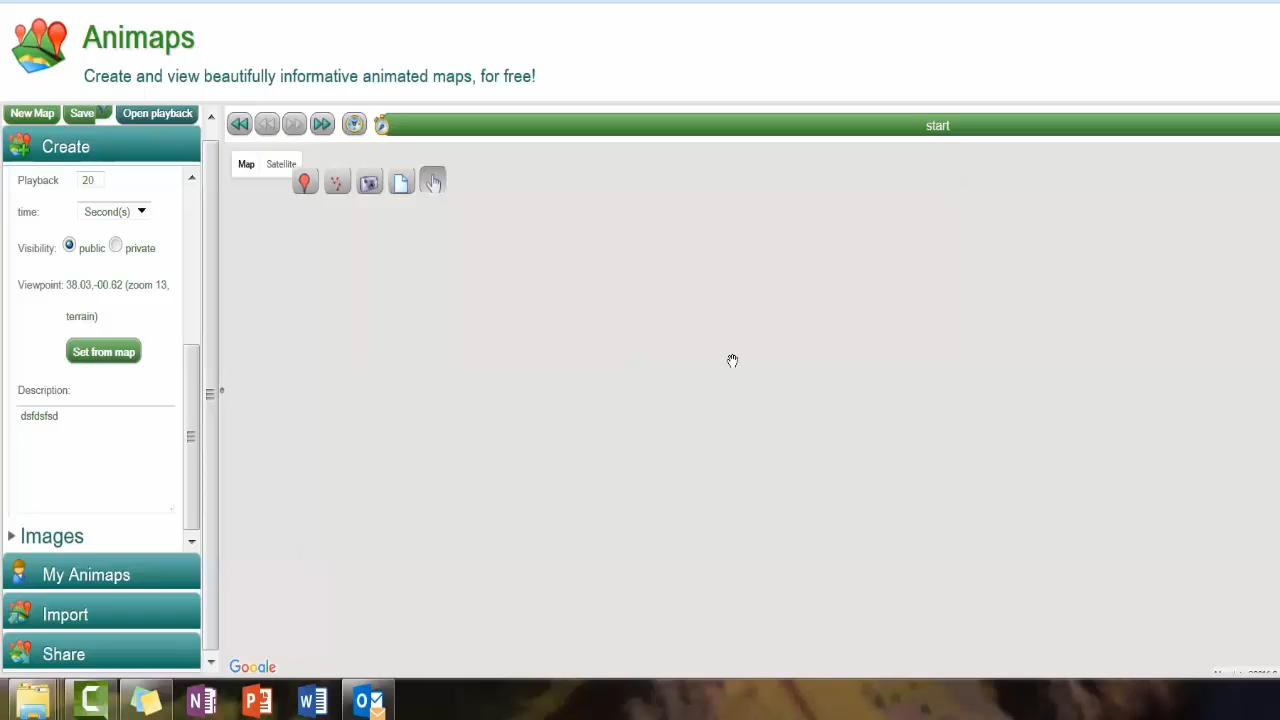 Animaps
Create and view beautifully informative animated maps, for free!
New Map Save Open playback
start
Create
Map Satellite
Playback 20
time: Second(s)
Visibility: public private
Viewpoint: 38.03,-00.62 (zoom 13,
terrain)
Set from map
Description:
dsfdsfsd
Images
My Animaps
Import
Share
Google